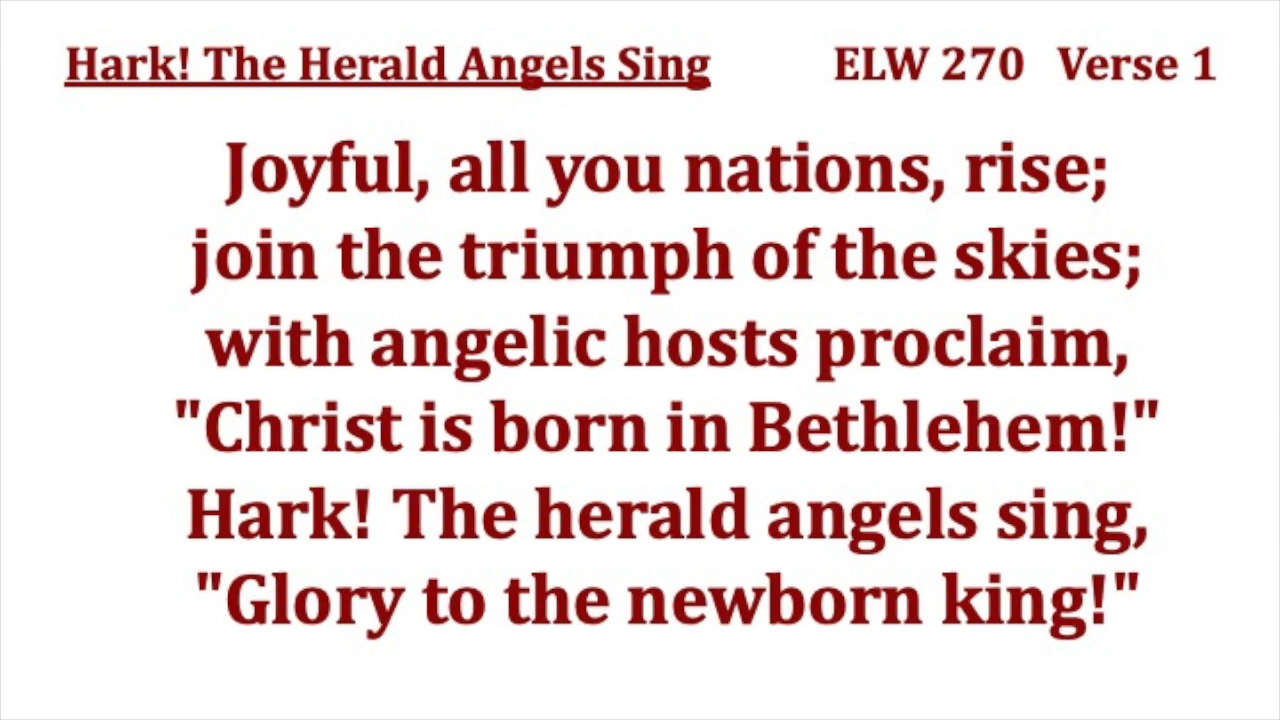 Hark! The Herald Angels Sing ELW 270 Verse 1
Joyful, all you nations, rise;
join the triumph of the skies;
with angelic hosts proclaim,
"Christ is born in Bethlehem!"
Hark! The herald angels sing,
"Glory to the newborn king!"